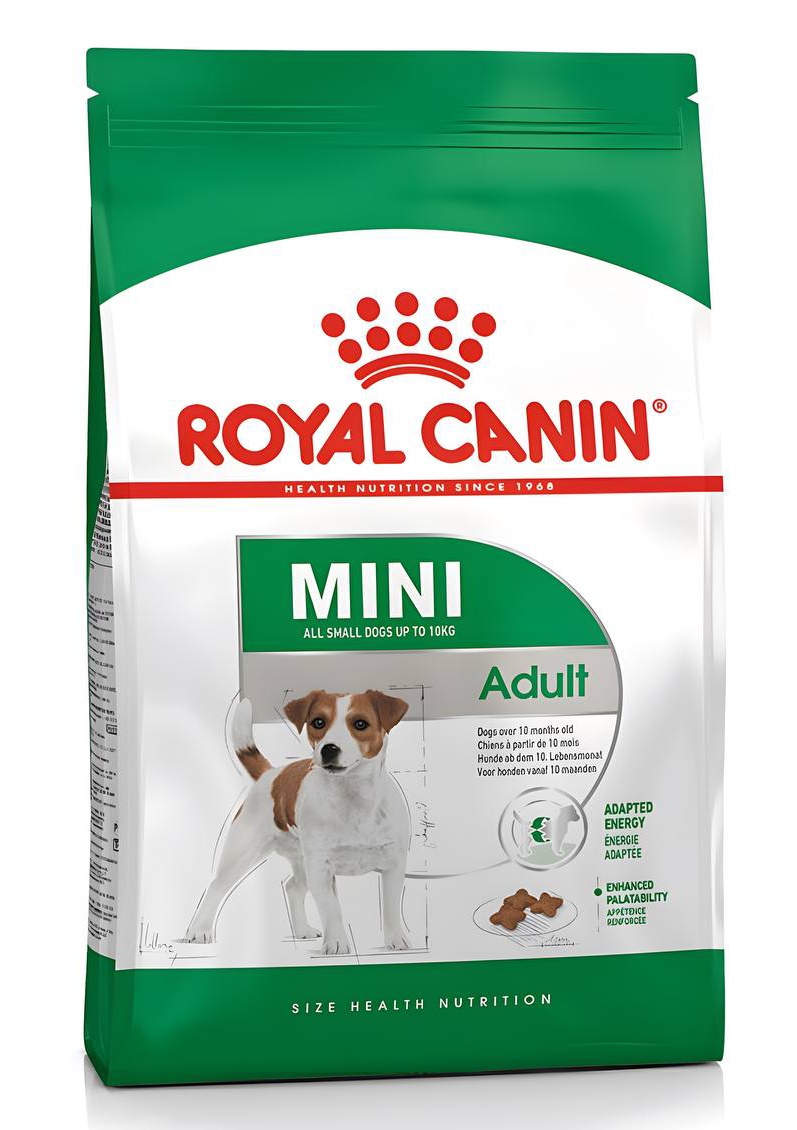 ROYAL CANIN®
HEALTH NUTRITION SINCE 1968
MINI
ALL SMALL DOGS UP TO 10KG
Adult
Dogs over 10 months old
Chiens à partir de 10 mois
Hunde ab dem 10. Lebensmonat
Voor honden vanaf 10 maanden
ADAPTED
ENERGY
ÉNERGIE
ADAPTÉE
ENHANCED
PALATABILITY
APPÉTENCE
RENFORCÉE
SIZE HEALTH NUTRITION